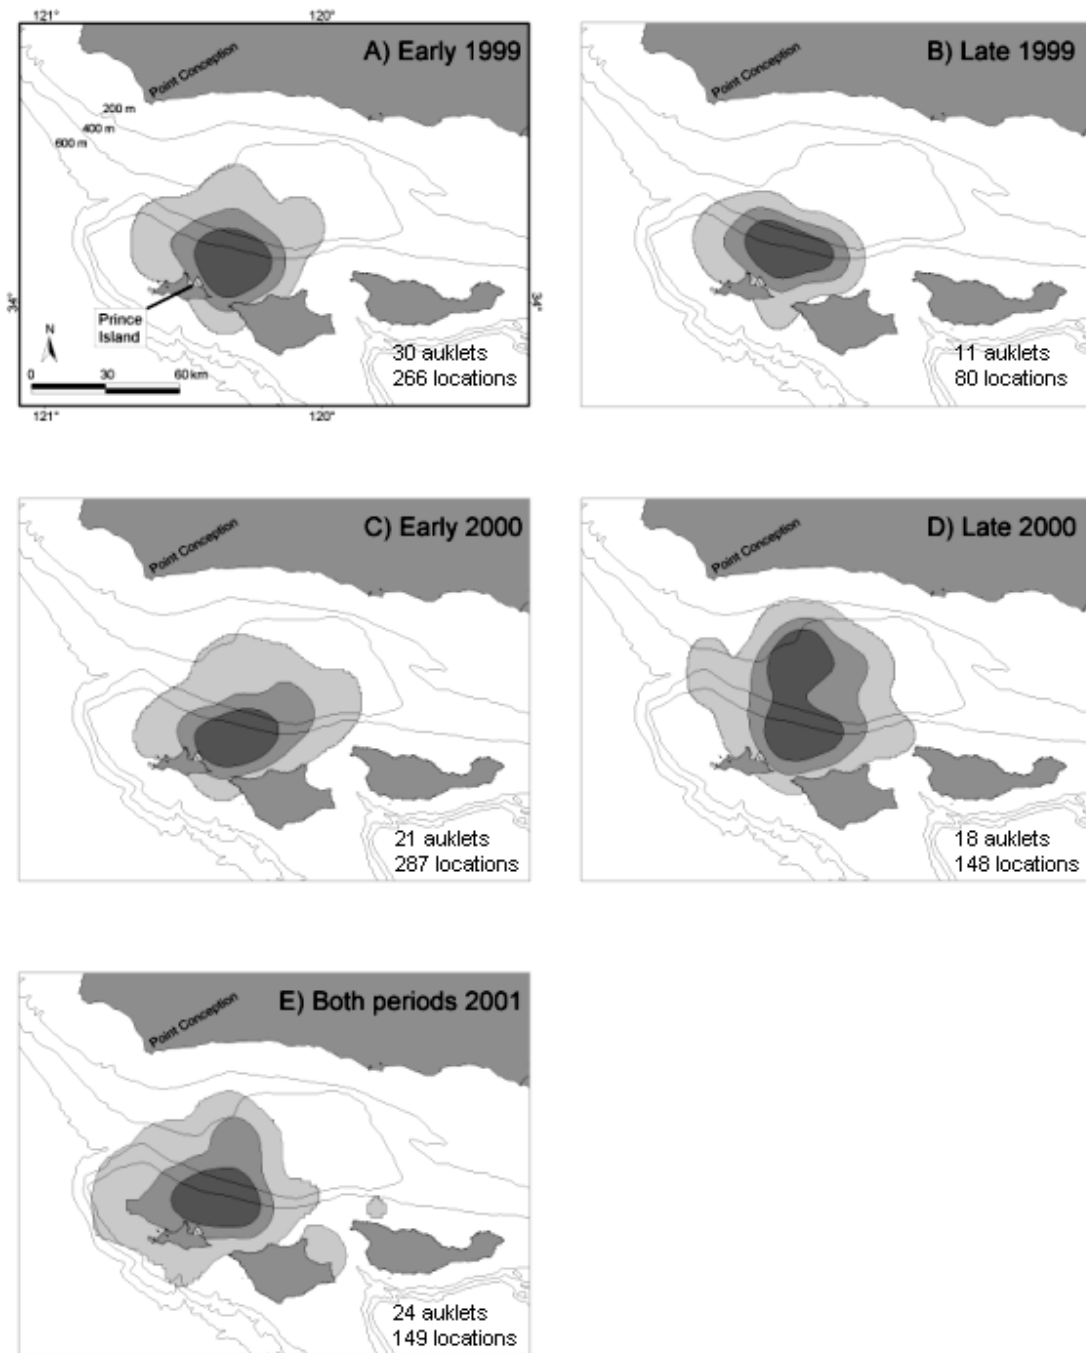 121°
120°
A) Early 1999
Point Conception
200 m
400 m
600 m
34°
34°
Prince
Island
N
0 30 60 km
30 auklets
266 locations
121°
120°
B) Late 1999
Point Conception
11 auklets
80 locations
C) Early 2000
Point Conception
21 auklets
287 locations
D) Late 2000
Point Conception
18 auklets
148 locations
E) Both periods 2001
Point Conception
24 auklets
149 locations